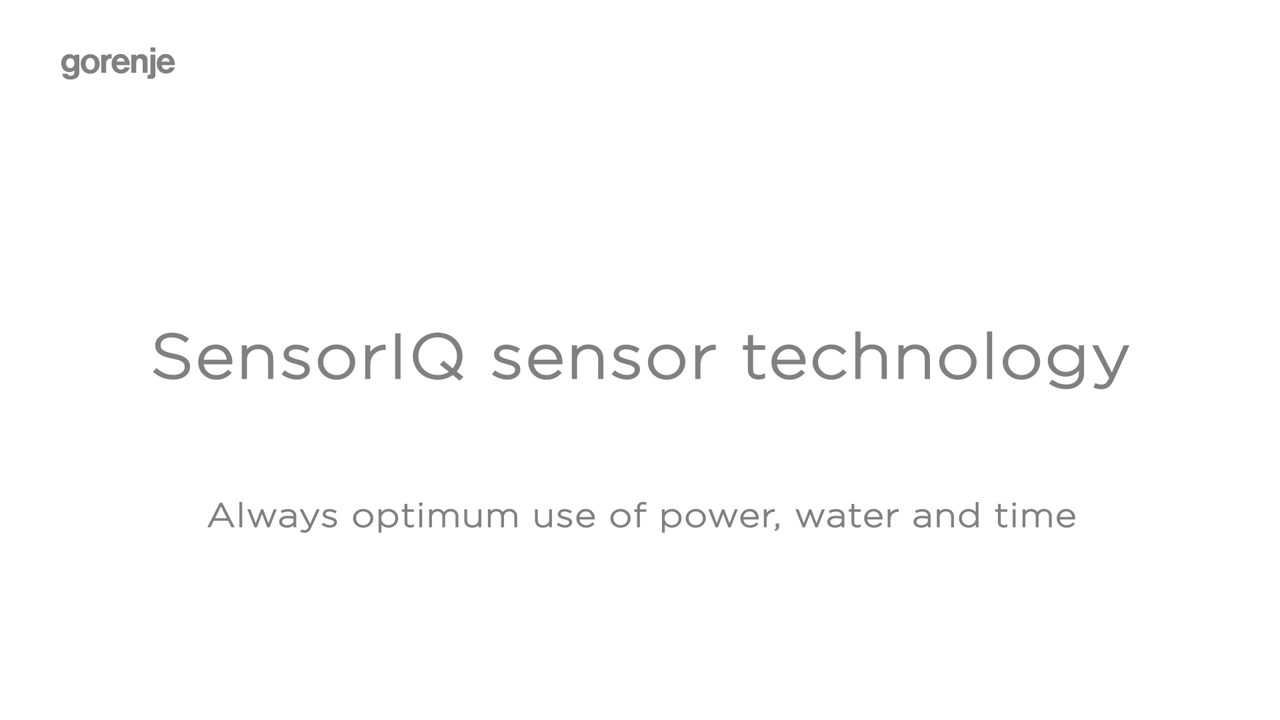 gorenje
SensorIQ sensor technology
Always optimum use of power, water and time